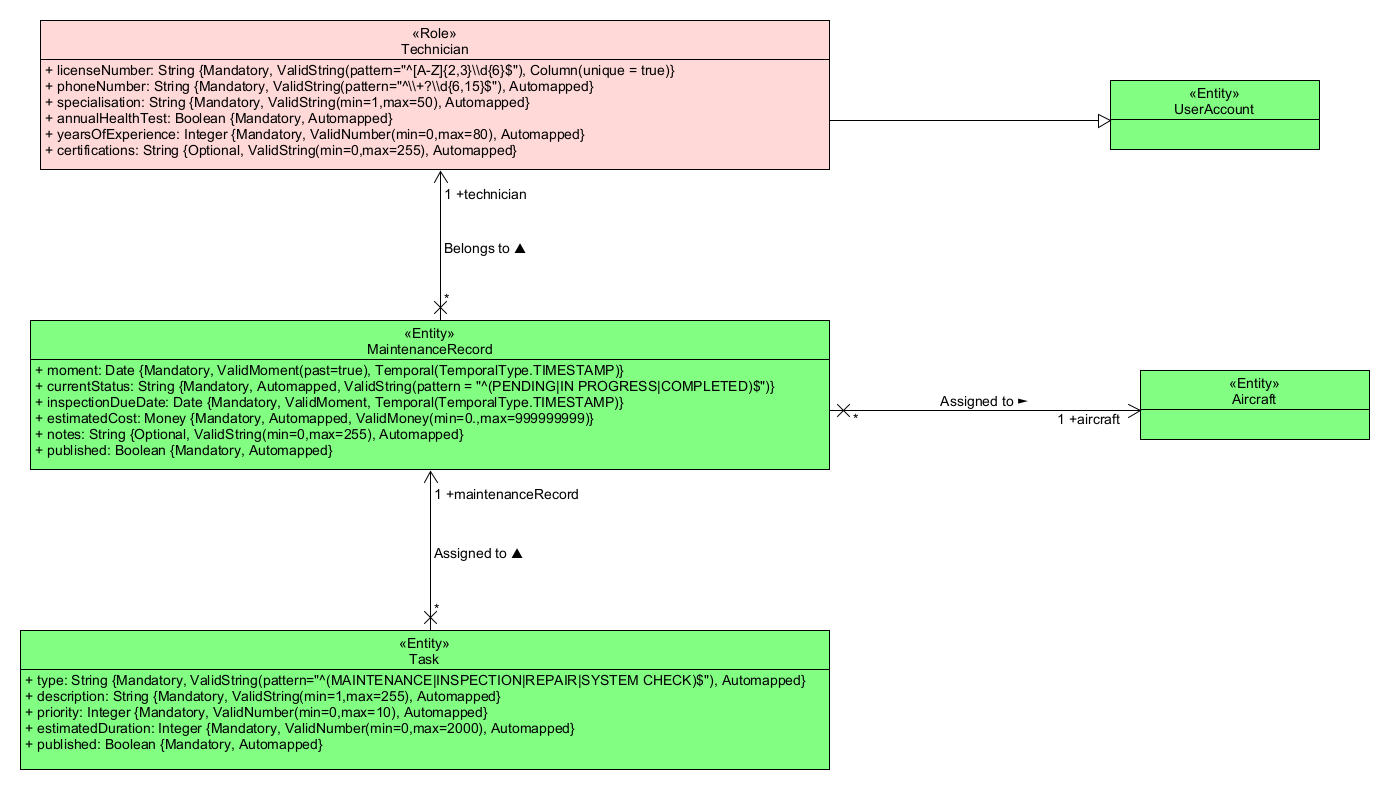 «Role»
Technician
+ licenseNumber: String {Mandatory, ValidString(pattern="^[A-Z]{2,3}\\d{6}$"), Column(unique = true)}
+ phoneNumber: String {Mandatory, ValidString(pattern="^\\+?\\d{6,15}$"), Automapped}
+ specialisation: String {Mandatory, ValidString(min=1,max=50), Automapped}
+ annualHealthTest: Boolean {Mandatory, Automapped}
+ yearsOfExperience: Integer {Mandatory, ValidNumber(min=0,max=80), Automapped}
+ certifications: String {Optional, ValidString(min=0,max=255), Automapped}
«Entity»
UserAccount
1 +technician
Belongs to ▲
*
«Entity»
MaintenanceRecord
+ moment: Date {Mandatory, ValidMoment(past=true), Temporal(TemporalType.TIMESTAMP)}
+ currentStatus: String {Mandatory, Automapped, ValidString(pattern = "^(PENDING|IN PROGRESS|COMPLETED)$")}
+ inspectionDueDate: Date {Mandatory, ValidMoment, Temporal(TemporalType.TIMESTAMP)}
+ estimatedCost: Money {Mandatory, Automapped, ValidMoney(min=0.,max=999999999)}
+ notes: String {Optional, ValidString(min=0,max=255), Automapped}
+ published: Boolean {Mandatory, Automapped}
Assigned to ►
*
1 +aircraft
«Entity»
Aircraft
1 +maintenanceRecord
Assigned to ▲
*
«Entity»
Task
+ type: String {Mandatory, ValidString(pattern="^(MAINTENANCE|INSPECTION|REPAIR|SYSTEM CHECK)$"), Automapped}
+ description: String {Mandatory, ValidString(min=1,max=255), Automapped}
+ priority: Integer {Mandatory, ValidNumber(min=0,max=10), Automapped}
+ estimatedDuration: Integer {Mandatory, ValidNumber(min=0,max=2000), Automapped}
+ published: Boolean {Mandatory, Automapped}